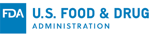 FDA U.S. FOOD & DRUG
ADMINISTRATION